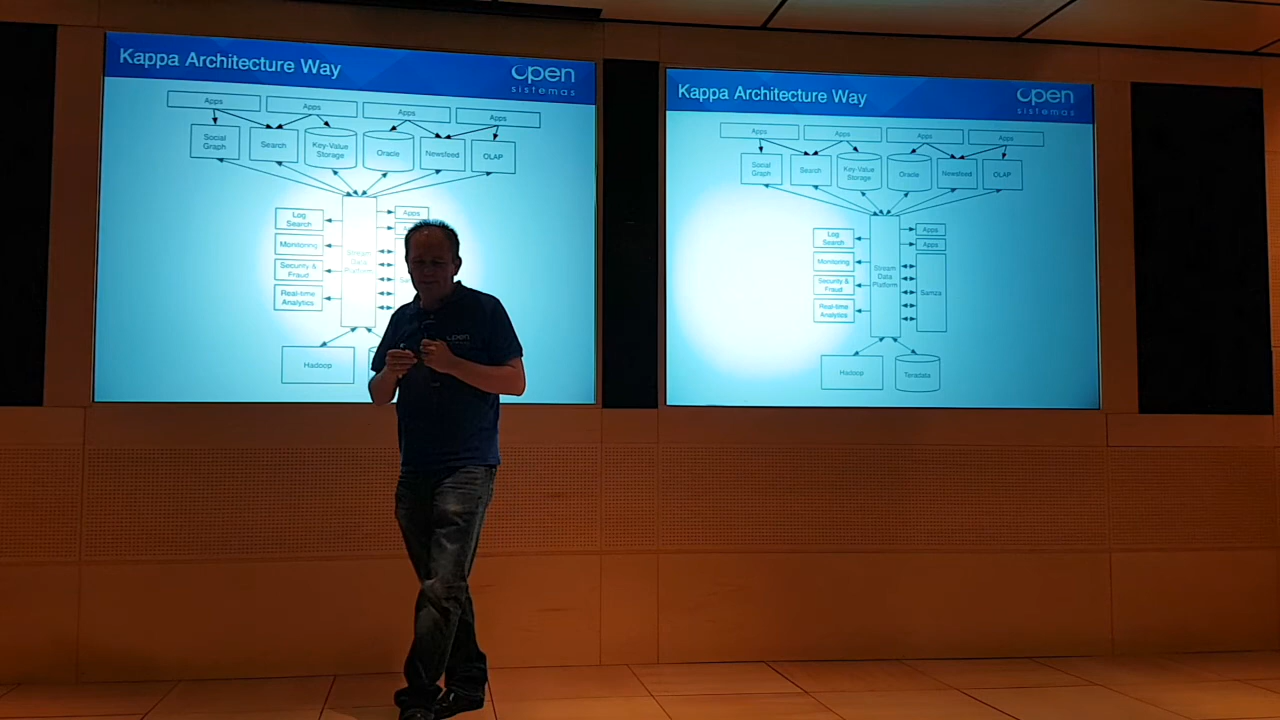 Kappa Architecture Way
Open
sistemas
Apps
Apps
Apps
Apps
Social
Graph
Search
Key-Value
Storage
Oracle
Newsfeed
OLAP
Log
Search
Monitoring
Security &
Fraud
Real-time
Analytics
Stream
Data
Platform
Apps
Hadoop
open
Kappa Architecture Way
Open
sistemas
Apps
Apps
Apps
Apps
Social
Graph
Search
Key-Value
Storage
Oracle
Newsfeed
OLAP
Log
Search
Monitoring
Security &
Fraud
Real-time
Analytics
Stream
Data
Platform
Apps
Apps
Samza
Hadoop
Teradata